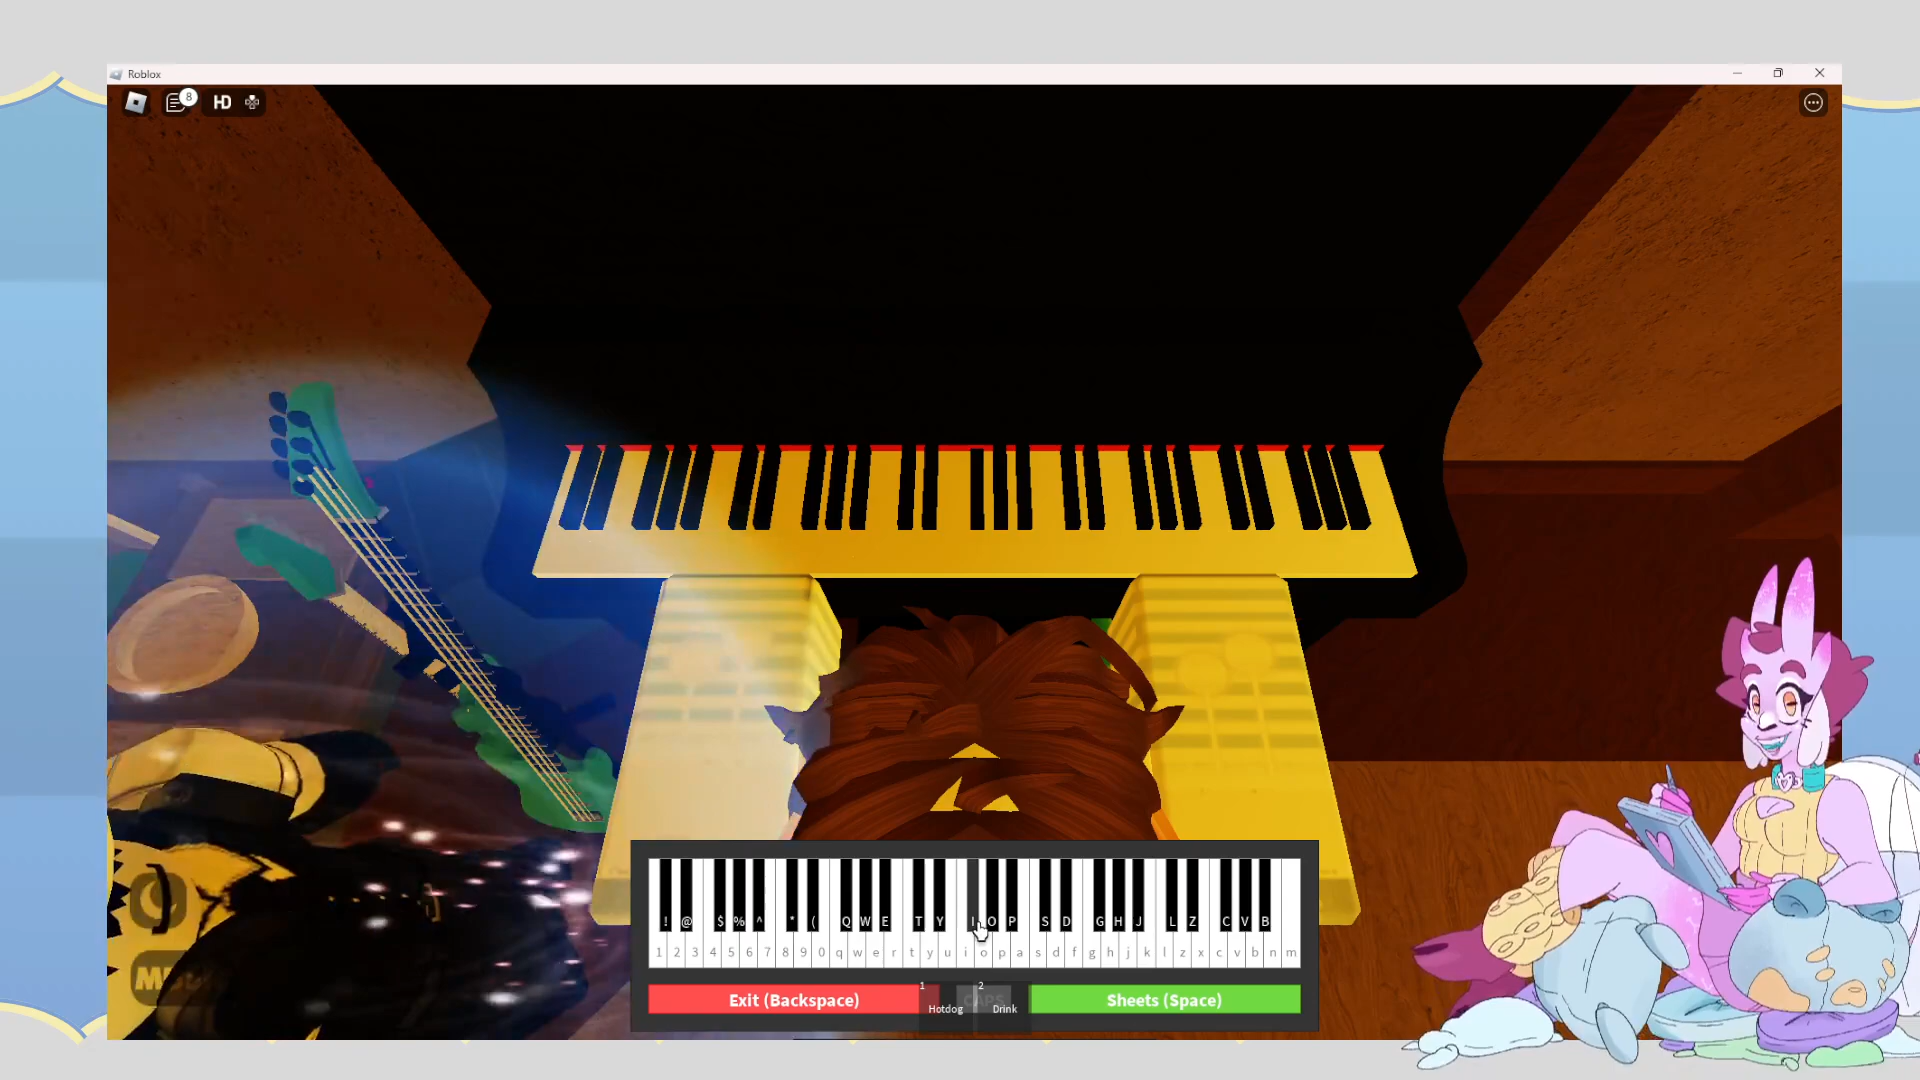 Roblox
8
HD
! @ $ % ^ * ( Q W E T Y I O P S D G H J L Z C V B
1 2 3 4 5 6 7 8 9 0 q w e r t y u i o p a s d f g h j k l z x c v b n m
Exit (Backspace)
1
Hotdog
CAPS
2
Drink
Sheets (Space)